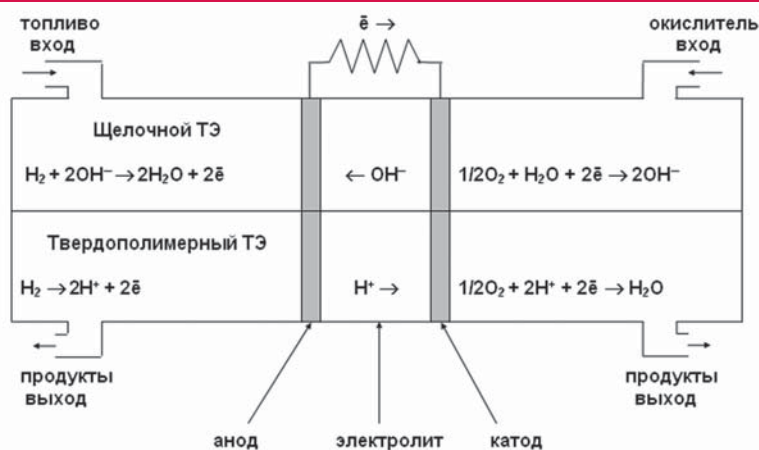 топливо
вход
ē →
окислитель
вход
Щелочной ТЭ
H₂ + 2OH⁻ → 2H₂O + 2ē
← OH⁻
1/2O₂ + H₂O + 2ē → 2OH⁻
Твердополимерный ТЭ
H₂ → 2H⁺ + 2ē
H⁺ →
1/2O₂ + 2H⁺ + 2ē → H₂O
продукты
выход
продукты
выход
анод
электролит
катод